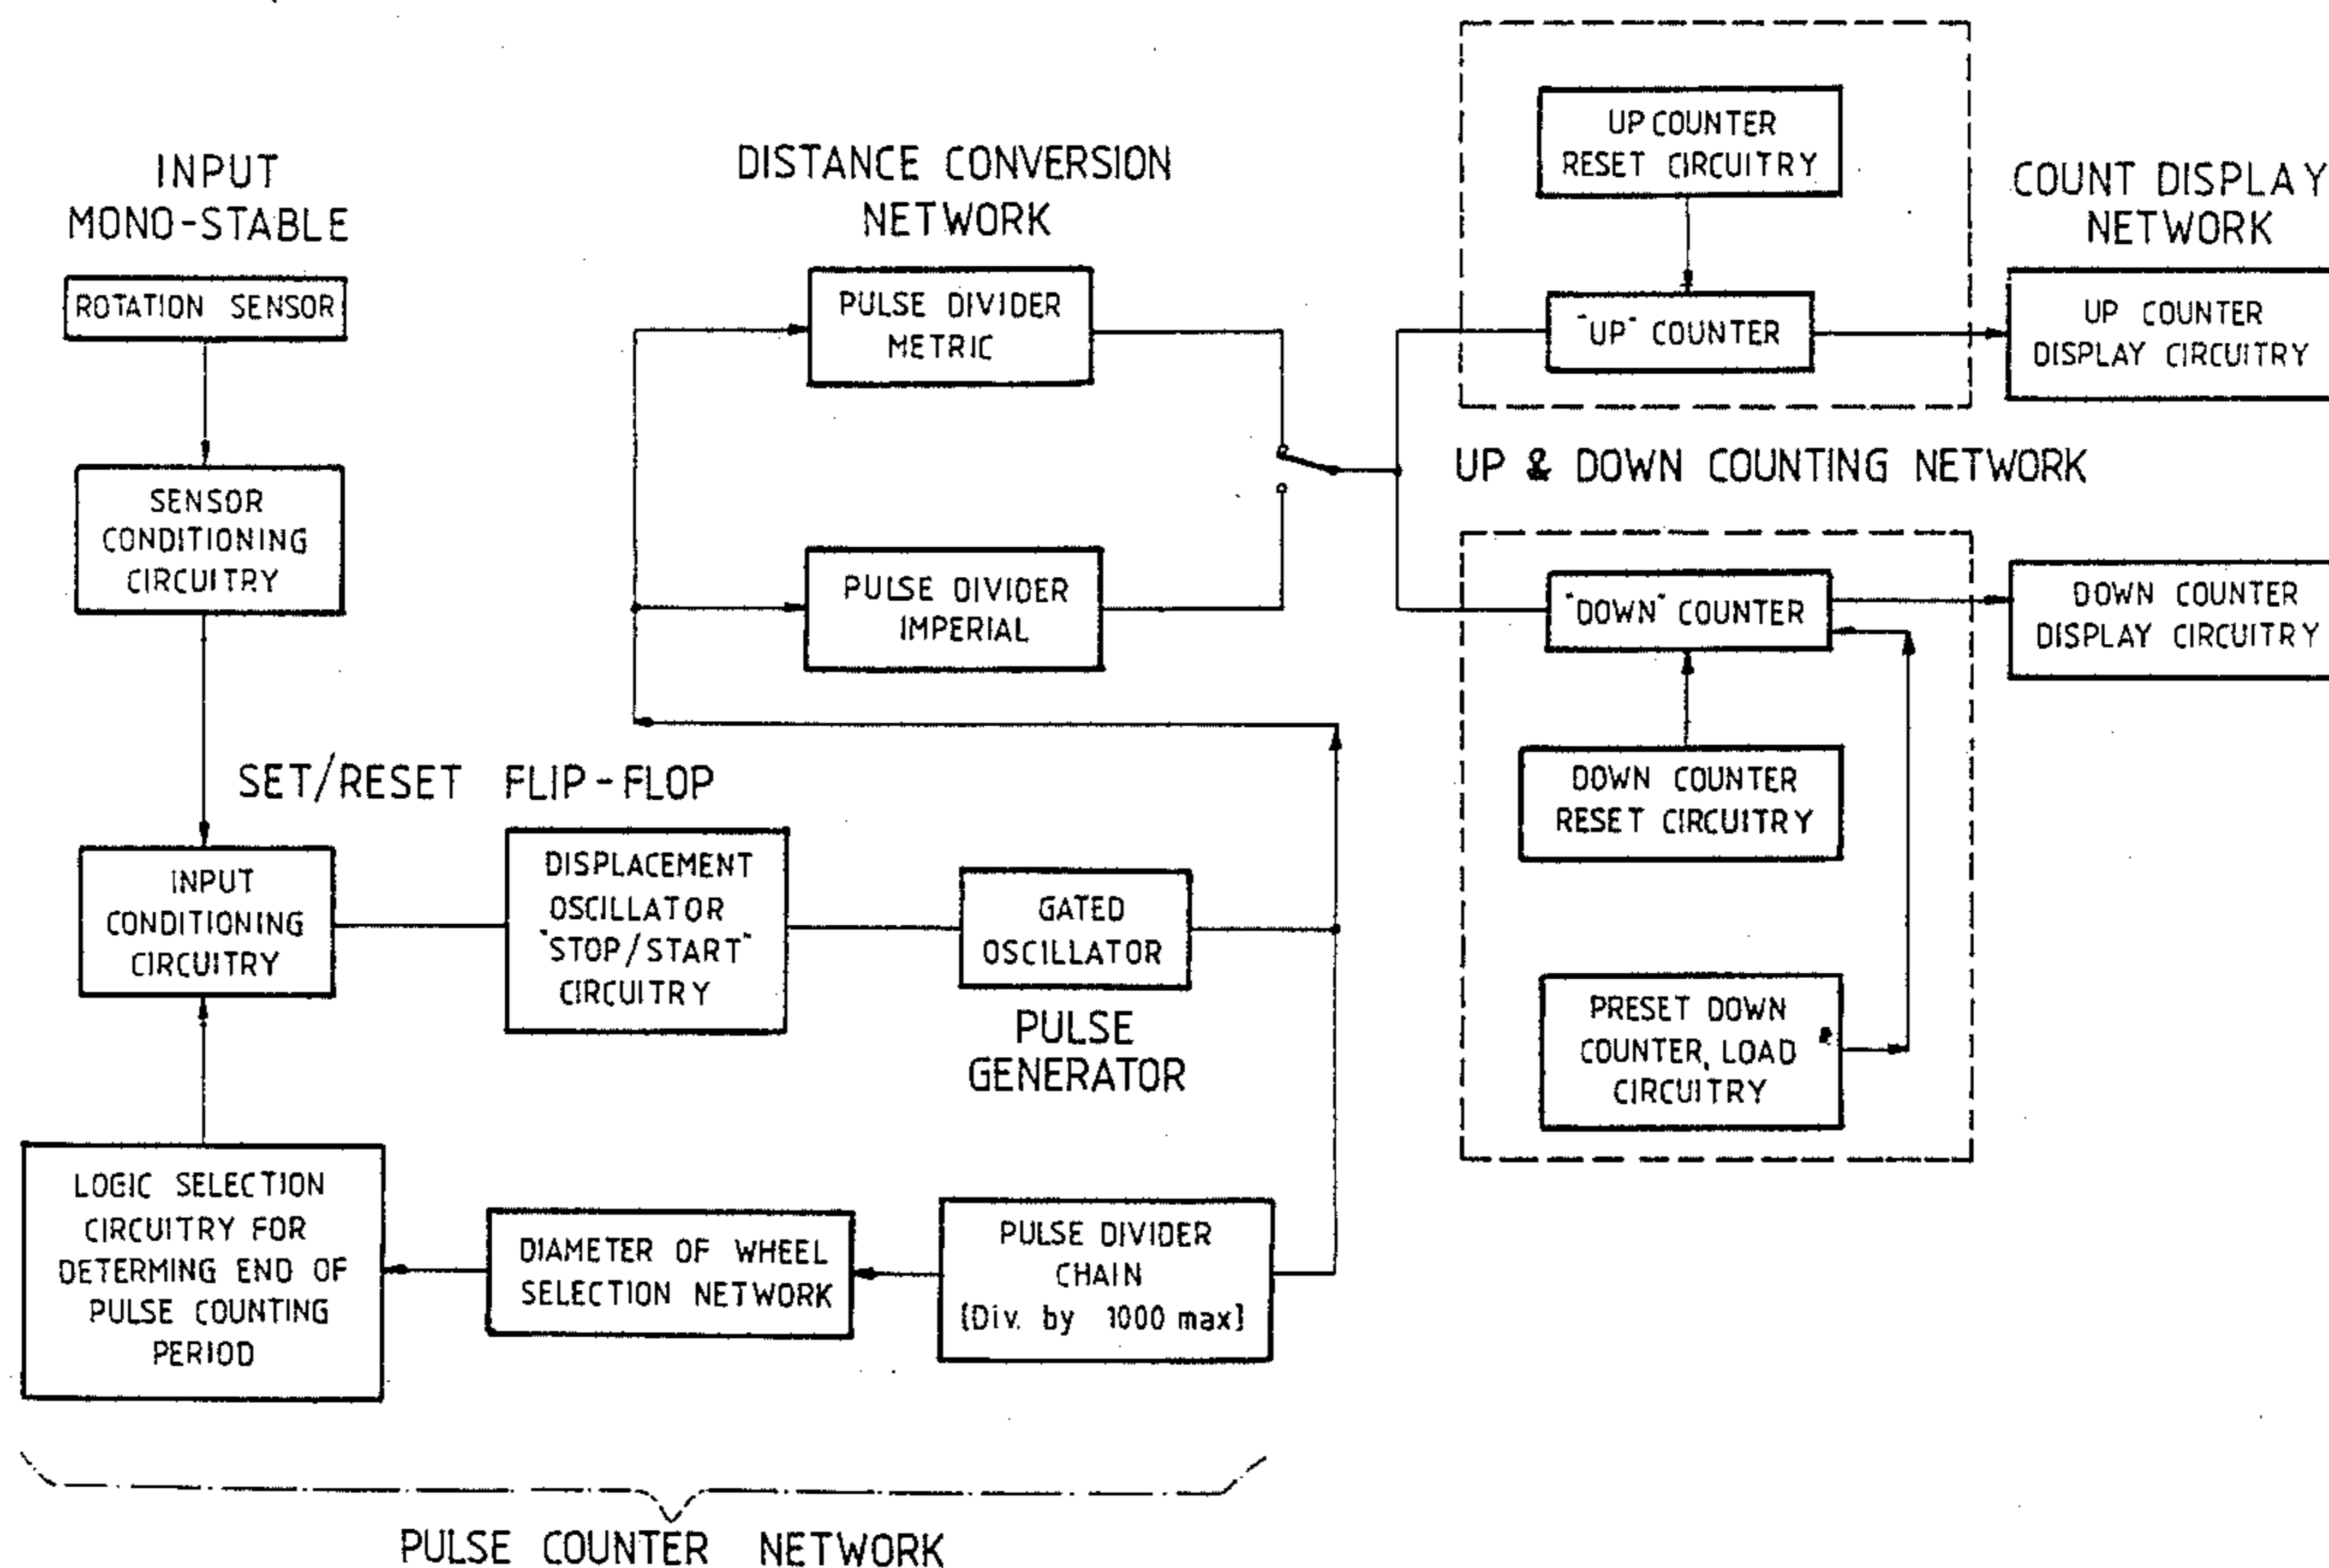 INPUT
MONO-STABLE
ROTATION SENSOR
SENSOR
CONDITIONING
CIRCUITRY
DISTANCE CONVERSION
NETWORK
PULSE DIVIDER
METRIC
PULSE DIVIDER
IMPERIAL
UP COUNTER
RESET CIRCUITRY
"UP" COUNTER
COUNT DISPLAY
NETWORK
UP COUNTER
DISPLAY CIRCUITRY
UP & DOWN COUNTING NETWORK
"DOWN" COUNTER
DOWN COUNTER
DISPLAY CIRCUITRY
DOWN COUNTER
RESET CIRCUITRY
PRESET DOWN
COUNTER, LOAD
CIRCUITRY
SET/RESET FLIP-FLOP
INPUT
CONDITIONING
CIRCUITRY
DISPLACEMENT
OSCILLATOR
"STOP/START"
CIRCUITRY
GATED
OSCILLATOR
PULSE
GENERATOR
LOGIC SELECTION
CIRCUITRY FOR
DETERMING END OF
PULSE COUNTING
PERIOD
DIAMETER OF WHEEL
SELECTION NETWORK
PULSE DIVIDER
CHAIN
[Div. by 1000 max]
PULSE COUNTER NETWORK